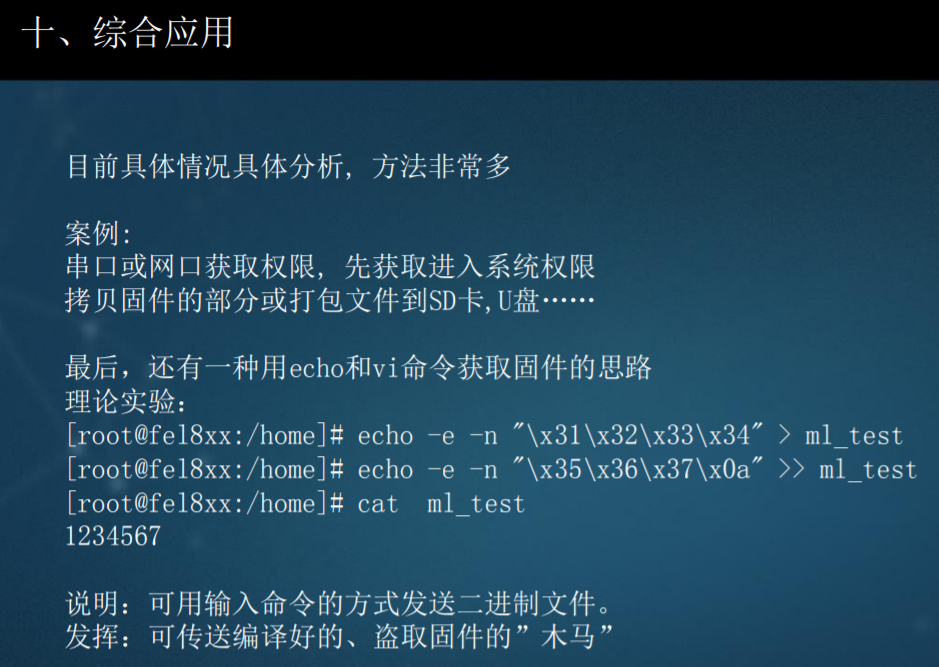 十、综合应用
目前具体情况具体分析, 方法非常多
案例:
串口或网口获取权限, 先获取进入系统权限
拷贝固件的部分或打包文件到SD卡,U盘……
最后，还有一种用echo和vi命令获取固件的思路
理论实验:
[root@fel8xx:/home]# echo -e -n "\x31\x32\x33\x34" > ml_test
[root@fel8xx:/home]# echo -e -n "\x35\x36\x37\x0a" >> ml_test
[root@fel8xx:/home]# cat  ml_test
1234567
说明: 可用输入命令的方式发送二进制文件。
发挥: 可传送编译好的、盗取固件的”木马”